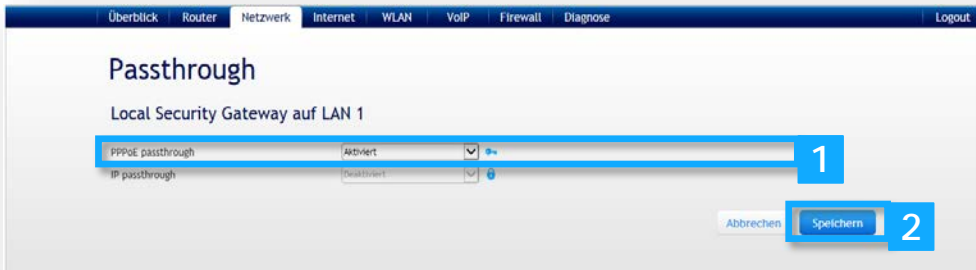 Überblick Router Netzwerk Internet WLAN VoIP Firewall Diagnose Logout
Passthrough
Local Security Gateway auf LAN 1
PPPoE passthrough Aktiviert 1
IP passthrough Deaktiviert
Abbrechen Speichern 2